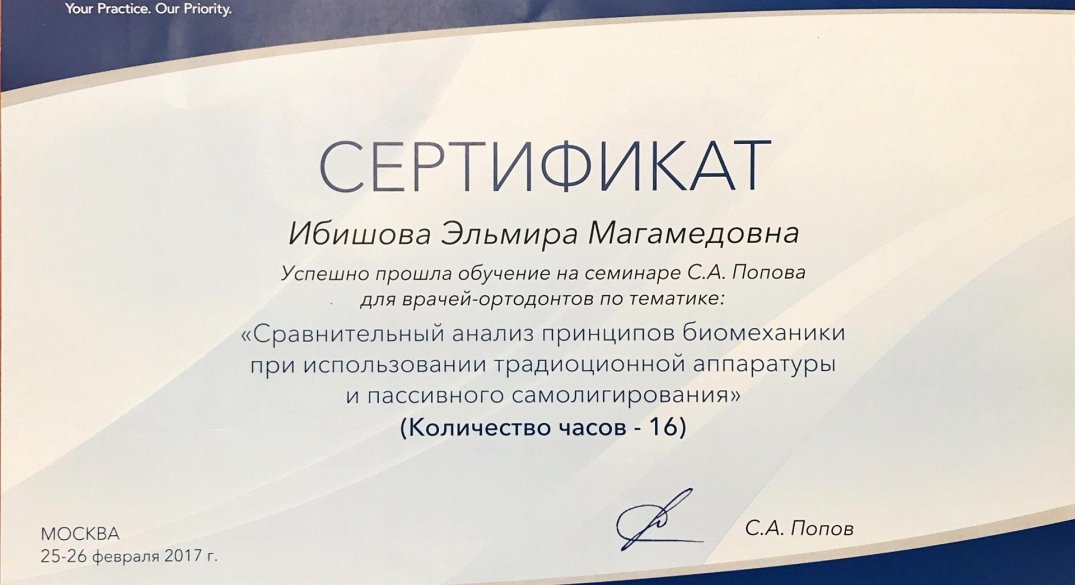 Your Practice. Our Priority.
СЕРТИФИКАТ
Ибишова Эльмира Магамедовна
Успешно прошла обучение на семинаре С.А. Попова
для врачей-ортодонтов по тематике:
«Сравнительный анализ принципов биомеханики
при использовании традиоционной аппаратуры
и пассивного самолигирования»
(Количество часов - 16)
МОСКВА
25-26 февраля 2017 г.
С.А. Попов